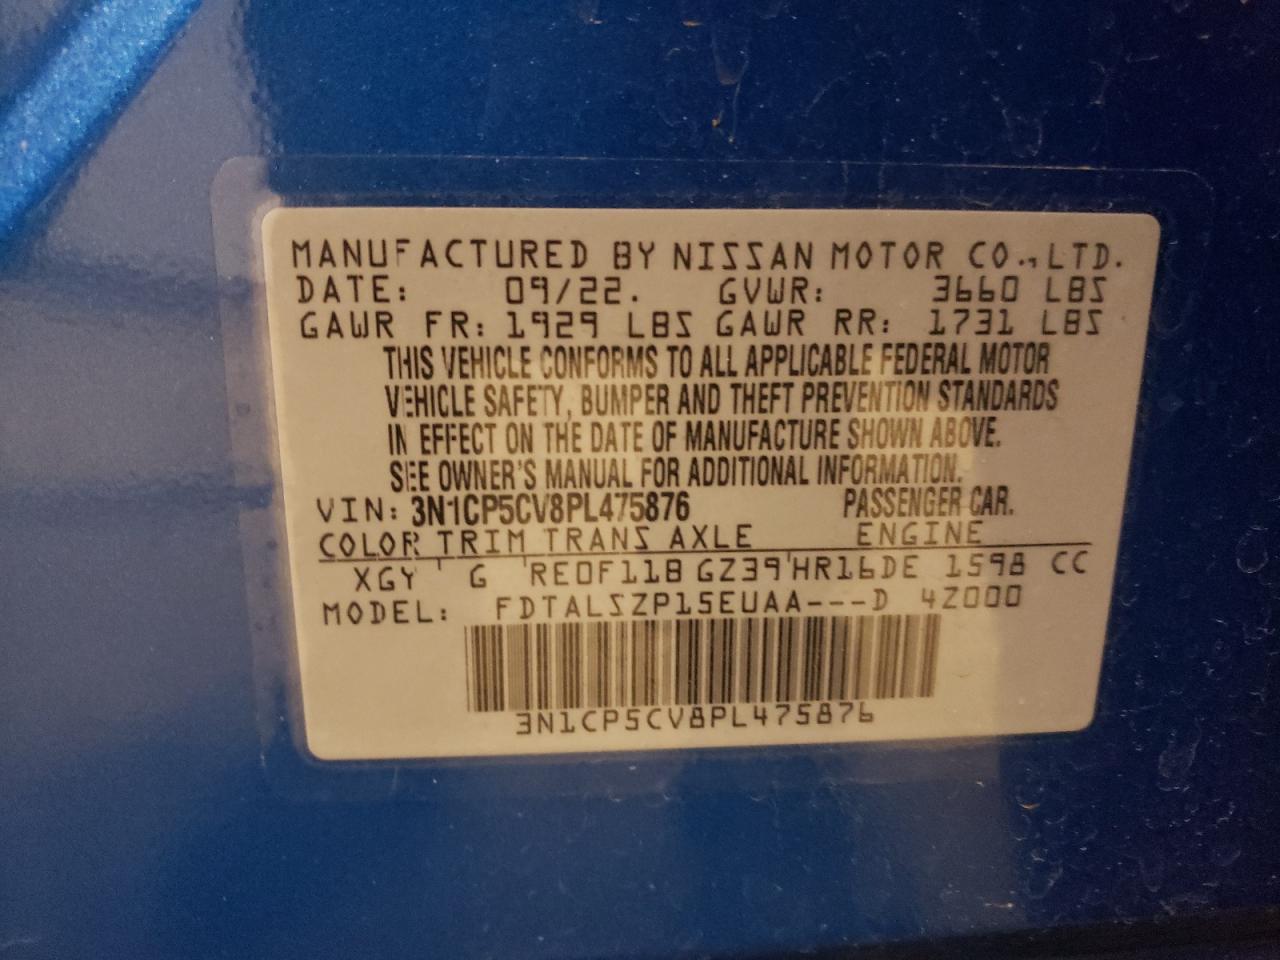 MANUFACTURED BY NISSAN MOTOR CO.,LTD.
DATE: 09/22. GVWR: 3660 LBS
GAWR FR: 1929 LBS GAWR RR: 1731 LBS
THIS VEHICLE CONFORMS TO ALL APPLICABLE FEDERAL MOTOR
VEHICLE SAFETY, BUMPER AND THEFT PREVENTION STANDARDS
IN EFFECT ON THE DATE OF MANUFACTURE SHOWN ABOVE.
SEE OWNER'S MANUAL FOR ADDITIONAL INFORMATION.
VIN: 3N1CP5CV8PL475876 PASSENGER CAR.
COLOR TRIM TRANS AXLE ENGINE
XGY ' G 'RE0F11B GZ39'HR16DE 1598 CC
MODEL: FDTALSZP15EUAA---D 4Z000
3N1CP5CV8PL475876